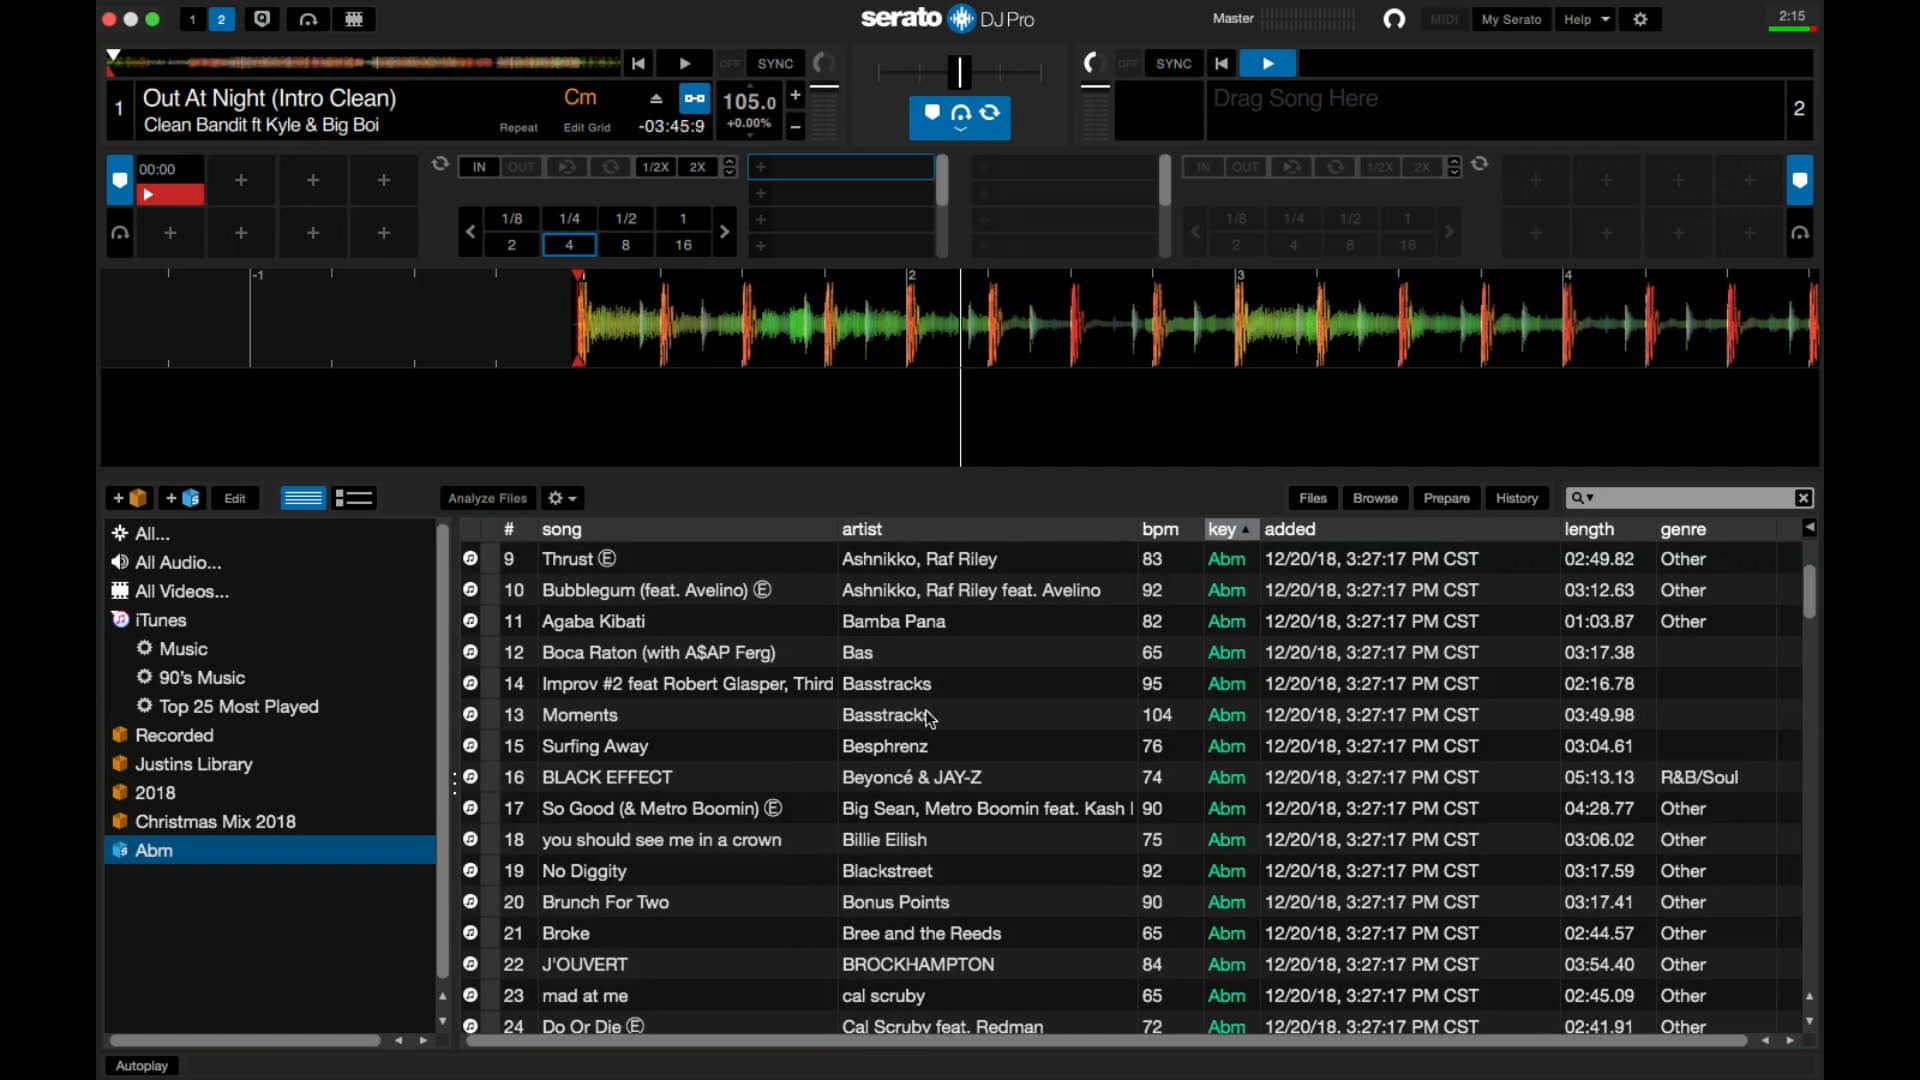 1 2 serato DJ Pro Master MIDI My Serato Help 2:15
OFF SYNC OFF SYNC
1 Out At Night (Intro Clean) Cm 105.0 + Drag Song Here 2
Clean Bandit ft Kyle & Big Boi Repeat Edit Grid -03:45:9 +0.00% −
00:00 + + + IN OUT 1/2X 2X + IN OUT 1/2X 2X + + + +
+ + + + 1/8 1/4 1/2 1 + 1/8 1/4 1/2 1 + + + +
2 4 8 16 + 2 4 8 16
-1 1 2 3 4
+ + Edit Analyze Files Files Browse Prepare History
All...
All Audio...
All Videos...
iTunes
Music
90's Music
Top 25 Most Played
Recorded
Justins Library
2018
Christmas Mix 2018
Abm
# song artist bpm key added length genre
9 Thrust Ⓔ Ashnikko, Raf Riley 83 Abm 12/20/18, 3:27:17 PM CST 02:49.82 Other
10 Bubblegum (feat. Avelino) Ⓔ Ashnikko, Raf Riley feat. Avelino 92 Abm 12/20/18, 3:27:17 PM CST 03:12.63 Other
11 Agaba Kibati Bamba Pana 82 Abm 12/20/18, 3:27:17 PM CST 01:03.87 Other
12 Boca Raton (with A$AP Ferg) Bas 65 Abm 12/20/18, 3:27:17 PM CST 03:17.38
14 Improv #2 feat Robert Glasper, Third Basstracks 95 Abm 12/20/18, 3:27:17 PM CST 02:16.78
13 Moments Basstracks 104 Abm 12/20/18, 3:27:17 PM CST 03:49.98
15 Surfing Away Besphrenz 76 Abm 12/20/18, 3:27:17 PM CST 03:04.61
16 BLACK EFFECT Beyoncé & JAY-Z 74 Abm 12/20/18, 3:27:17 PM CST 05:13.13 R&B/Soul
17 So Good (& Metro Boomin) Ⓔ Big Sean, Metro Boomin feat. Kash 90 Abm 12/20/18, 3:27:17 PM CST 04:28.77 Other
18 you should see me in a crown Billie Eilish 75 Abm 12/20/18, 3:27:17 PM CST 03:06.02 Other
19 No Diggity Blackstreet 92 Abm 12/20/18, 3:27:17 PM CST 03:17.59 Other
20 Brunch For Two Bonus Points 90 Abm 12/20/18, 3:27:17 PM CST 03:17.41 Other
21 Broke Bree and the Reeds 65 Abm 12/20/18, 3:27:17 PM CST 02:44.57 Other
22 J'OUVERT BROCKHAMPTON 84 Abm 12/20/18, 3:27:17 PM CST 03:54.40 Other
23 mad at me cal scruby 65 Abm 12/20/18, 3:27:17 PM CST 02:45.09 Other
24 Do Or Die Ⓔ Cal Scruby feat. Redman 72 Abm 12/20/18, 3:27:17 PM CST 02:41.91 Other
Autoplay